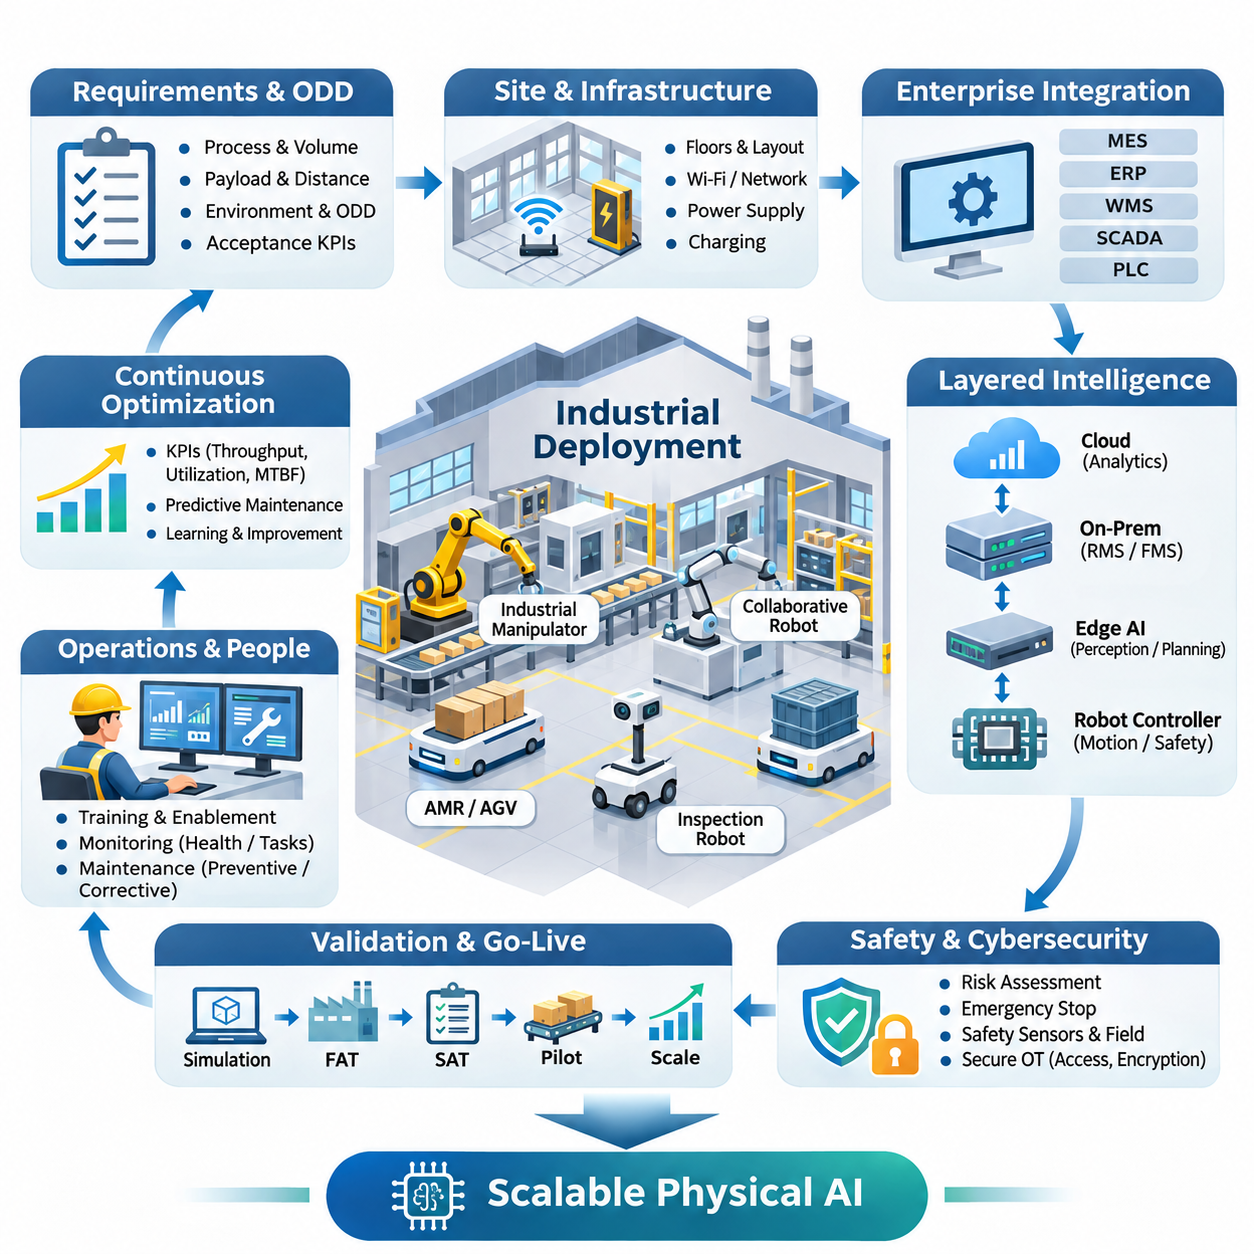 Requirements & ODD
Process & Volume
Payload & Distance
Environment & ODD
Acceptance KPIs
Site & Infrastructure
Floors & Layout
Wi-Fi / Network
Power Supply
Charging
Enterprise Integration
MES
ERP
WMS
SCADA
PLC
Continuous
Optimization
KPIs (Throughput,
Utilization, MTBF)
Predictive Maintenance
Learning & Improvement
Industrial
Deployment
Industrial
Manipulator
Collaborative
Robot
AMR / AGV
Inspection
Robot
Layered Intelligence
Cloud
(Analytics)
On-Prem
(RMS / FMS)
Edge AI
(Perception / Planning)
Robot Controller
(Motion / Safety)
Operations & People
Training & Enablement
Monitoring (Health / Tasks)
Maintenance (Preventive /
Corrective)
Validation & Go-Live
Simulation
FAT
SAT
Pilot
Scale
Safety & Cybersecurity
Risk Assessment
Emergency Stop
Safety Sensors & Field
Secure OT (Access, Encryption)
Scalable Physical AI